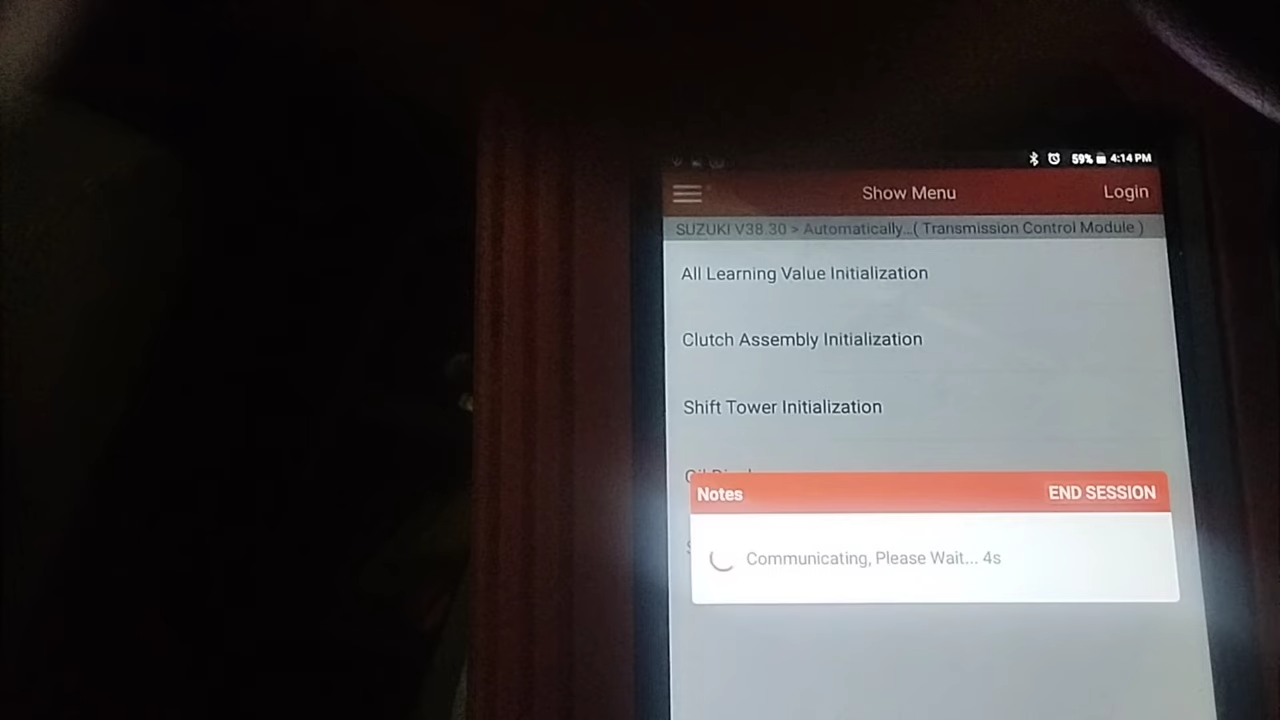 59% 4:14 PM
Show Menu Login
SUZUKI V38.30 > Automatically...( Transmission Control Module )
All Learning Value Initialization
Clutch Assembly Initialization
Shift Tower Initialization
Notes END SESSION
Communicating, Please Wait... 4s